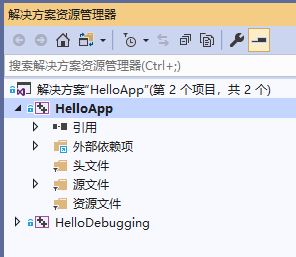 解决方案资源管理器
搜索解决方案资源管理器(Ctrl+;)
解决方案"HelloApp"(第 2 个项目，共 2 个)
HelloApp
引用
外部依赖项
头文件
源文件
资源文件
HelloDebugging